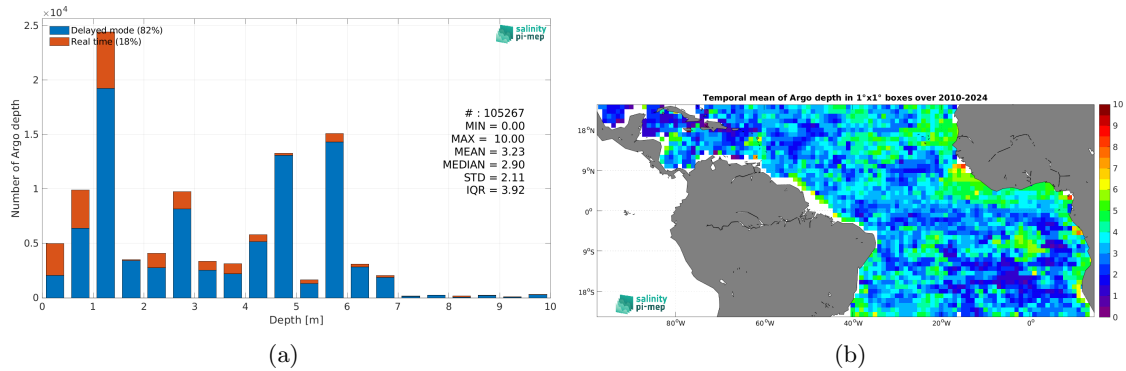 ×10⁴
Delayed mode (82%)
Real time (18%)
salinity
pi-mep
# : 105267
MIN = 0.00
MAX = 10.00
MEAN = 3.23
MEDIAN = 2.90
STD = 2.11
IQR = 3.92
Number of Argo depth
2.5
2
1.5
1
0.5
0
0 1 2 3 4 5 6 7 8 9 10
Depth [m]
(a)
Temporal mean of Argo depth in 1°x1° boxes over 2010-2024
18°N
9°N
0°
9°S
18°S
80°W 60°W 40°W 20°W 0°
10
9
8
7
6
5
4
3
2
1
0
salinity
pi-mep
(b)